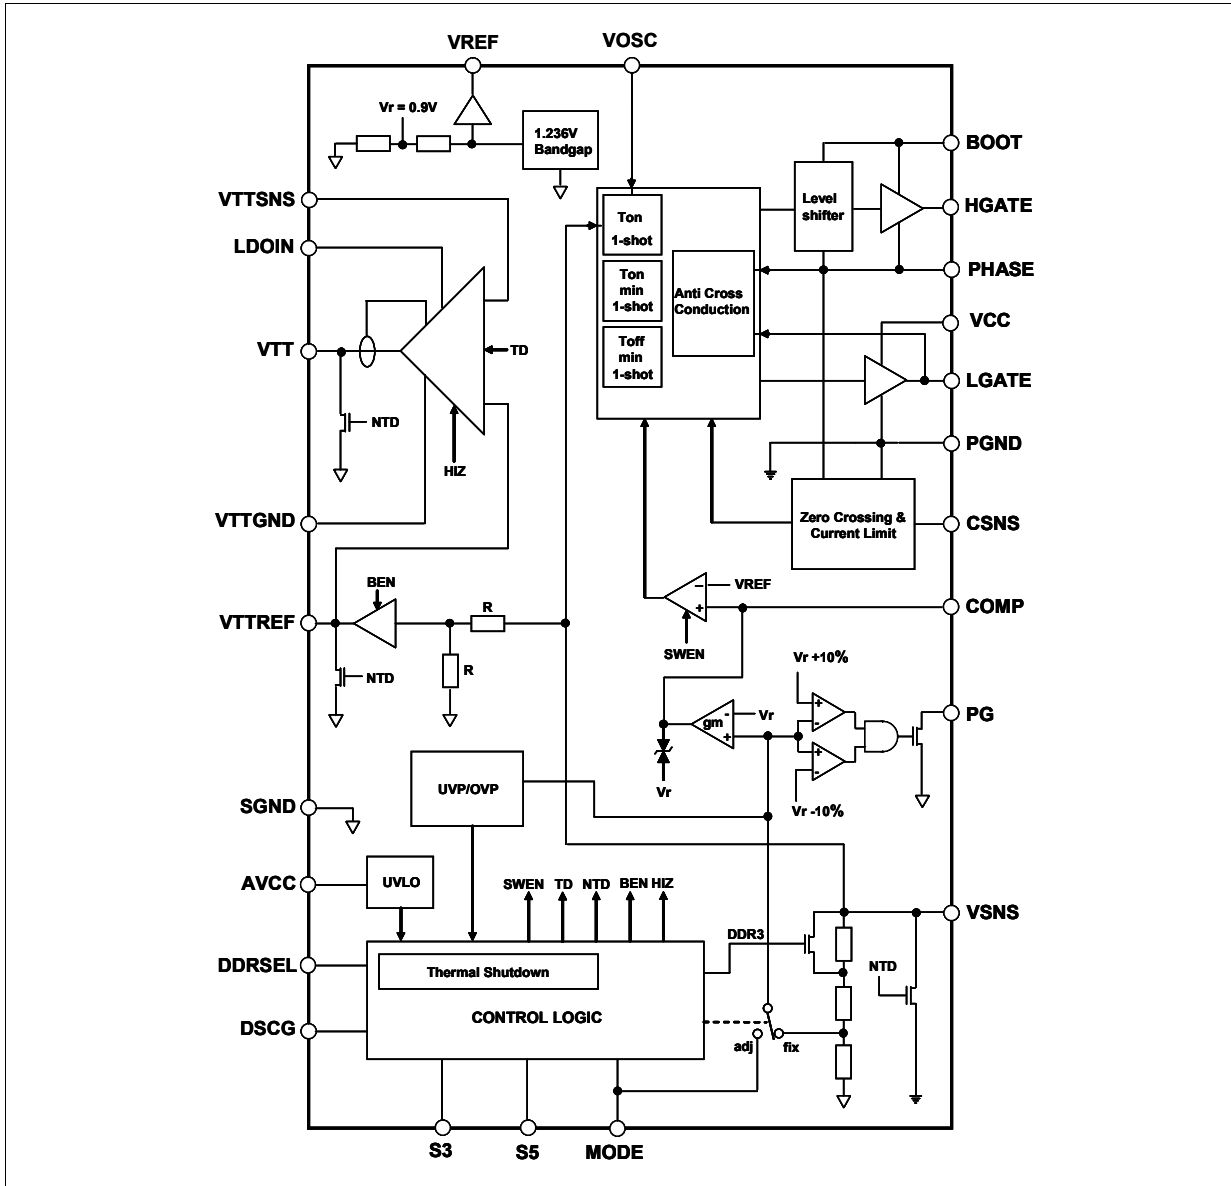 VREF
VOSC
Vr = 0.9V
1.236V
Bandgap
BOOT
VTTSNS
Ton
1-shot
Level
shifter
HGATE
LDOIN
PHASE
Ton
min
1-shot
Anti Cross
Conduction
VCC
VTT
TD
Toff
min
1-shot
LGATE
NTD
PGND
HIZ
VTTGND
Zero Crossing &
Current Limit
CSNS
BEN
VREF
−
+
COMP
VTTREF
R
SWEN
R
NTD
Vr +10%
gm
-
+
Vr
+
-
+
-
PG
Vr
Vr -10%
UVP/OVP
SGND
AVCC
UVLO
SWEN
TD
NTD
BEN
HIZ
VSNS
DDR3
DDRSEL
Thermal Shutdown
NTD
DSCG
CONTROL LOGIC
adj
fix
S3
S5
MODE